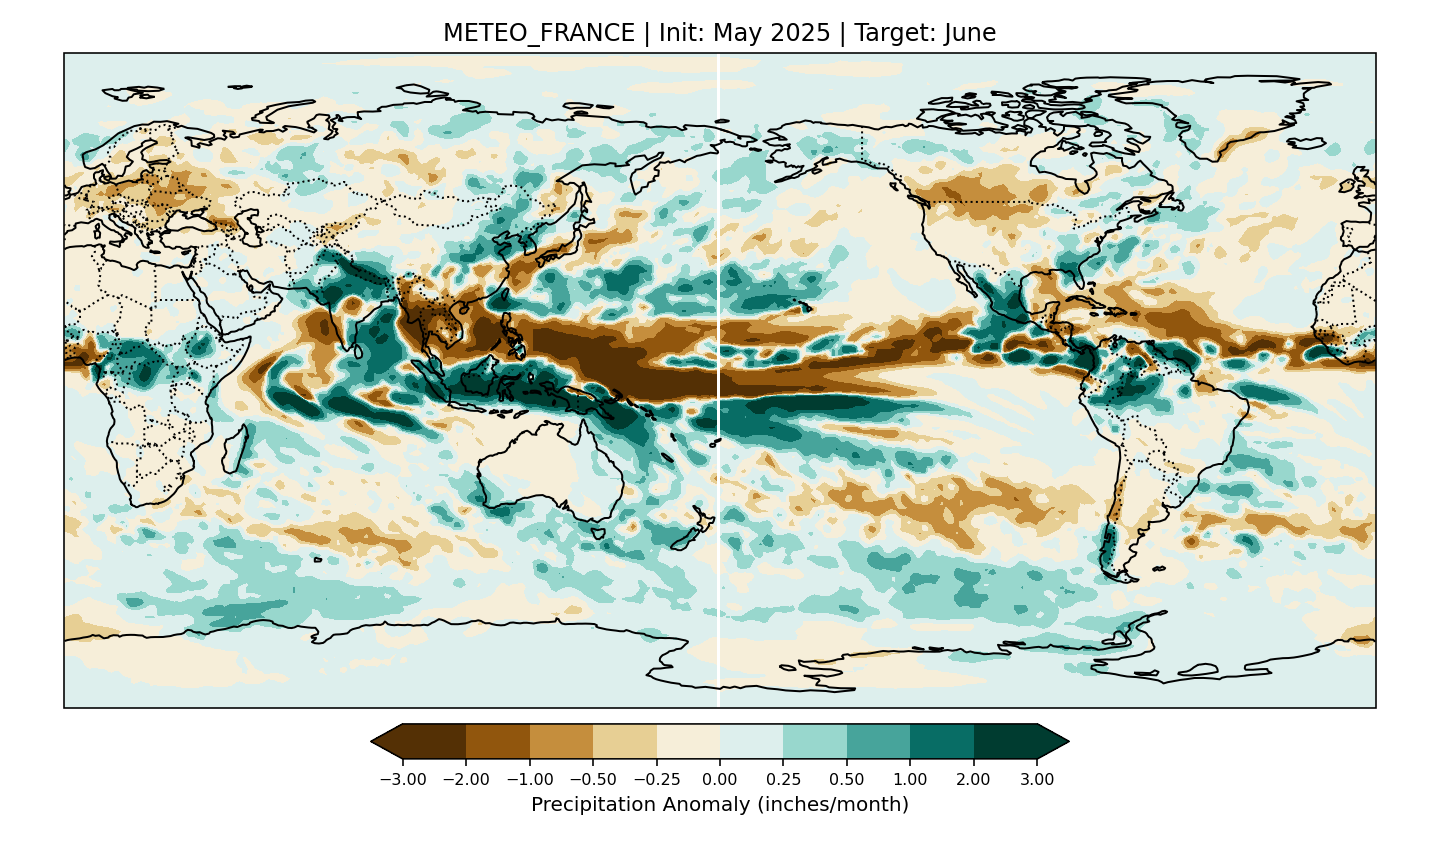 METEO_FRANCE | Init: May 2025 | Target: June
−3.00 −2.00 −1.00 −0.50 −0.25 0.00 0.25 0.50 1.00 2.00 3.00
Precipitation Anomaly (inches/month)